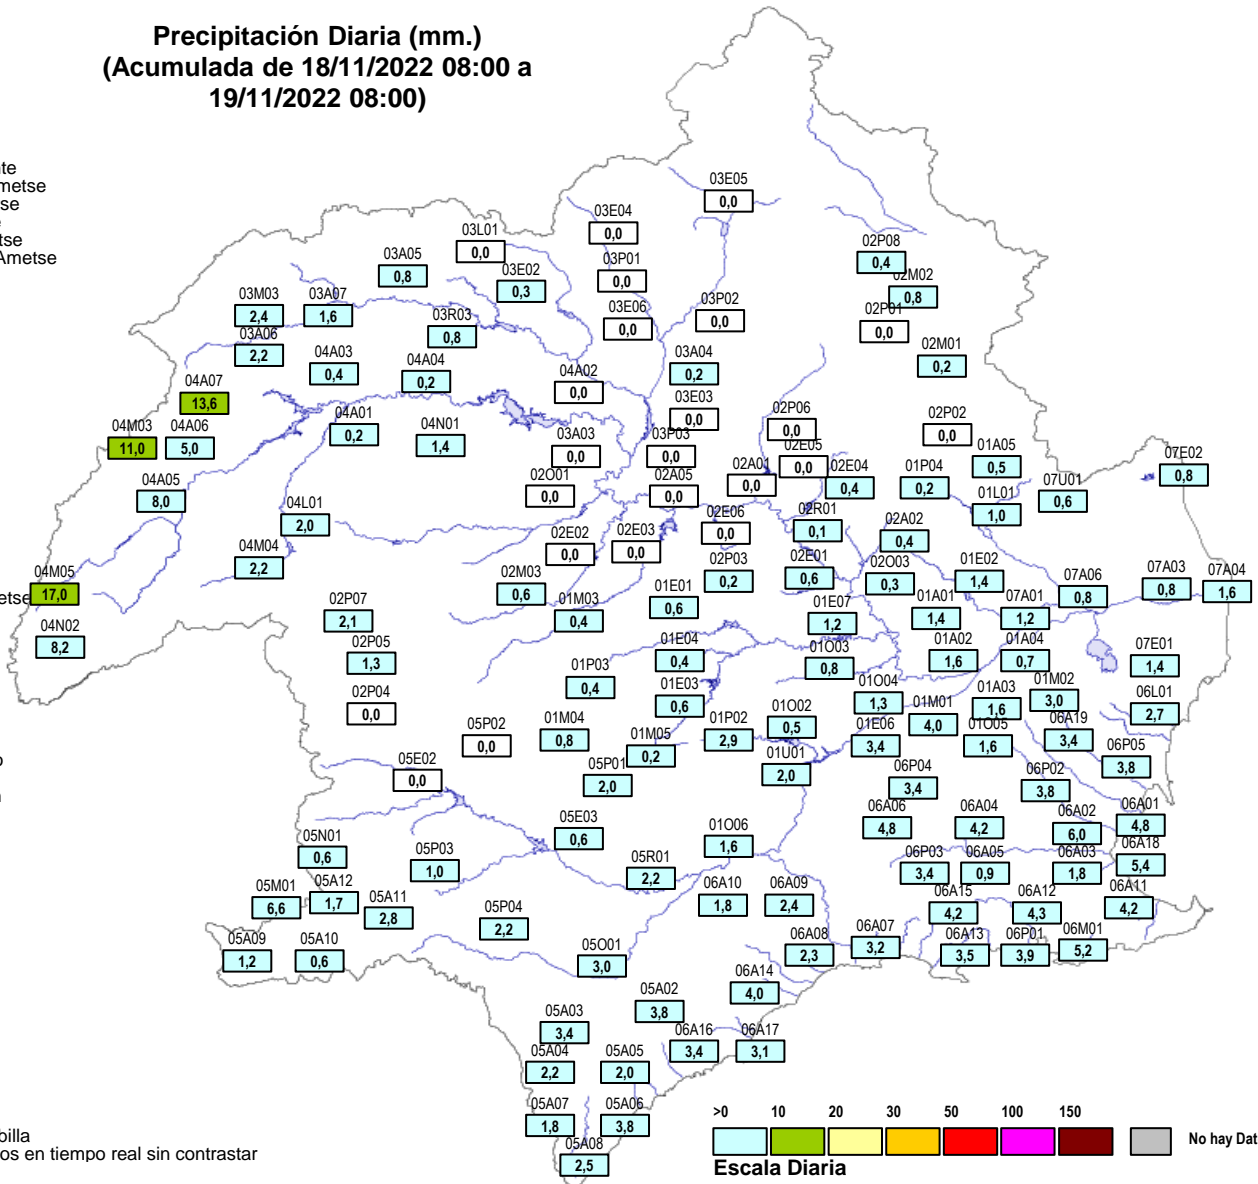 Precipitación Diaria (mm.)
(Acumulada de 18/11/2022 08:00 a
19/11/2022 08:00)
03E05
0,0
03E04
0,0
03L01
0,0
03A05
0,8
03P01
0,0
03E02
0,3
02P08
0,4
02M02
0,8
03M03
2,4
03A07
1,6
03E06
0,0
03P02
0,0
02P01
0,0
03R03
0,8
03A06
2,2
04A03
0,4
04A04
0,2
04A02
0,0
03A04
0,2
02M01
0,2
04A07
13,6
03E03
0,0
04M03
11,0
04A06
5,0
04A01
0,2
04N01
1,4
03A03
0,0
03P03
0,0
02P06
0,0
02P02
0,0
02E05
0,0
01A05
0,5
07E02
0,8
04A05
8,0
02O01
0,0
02A05
0,0
02A01
0,0
02E04
0,4
01P04
0,2
07U01
0,6
01L01
1,0
04L01
2,0
02R01
0,1
02E06
0,0
02A02
0,4
02E02
0,0
02E03
0,0
04M04
2,2
04M05
17,0
02M03
0,6
02P03
0,2
02E01
0,6
02O03
0,3
01E02
1,4
07A06
0,8
07A03
0,8
07A04
1,6
01E01
0,6
01M03
0,4
02P07
2,1
01E07
1,2
01A01
1,4
07A01
1,2
04N02
8,2
02P05
1,3
01E04
0,4
01O03
0,8
01A02
1,6
01A04
0,7
07E01
1,4
01P03
0,4
02P04
0,0
01E03
0,6
01O04
1,3
01M01
4,0
01A03
1,6
01M02
3,0
06L01
2,7
05P02
0,0
01M04
0,8
01M05
0,2
01P02
2,9
01O02
0,5
01E06
3,4
01O05
1,6
06A19
3,4
06P05
3,8
05E02
0,0
05P01
2,0
01U01
2,0
06P04
3,4
06P02
3,8
05E03
0,6
01O06
1,6
06A06
4,8
06A04
4,2
06A02
6,0
06A01
4,8
05N01
0,6
05P03
1,0
05R01
2,2
06P03
3,4
06A05
0,9
06A03
1,8
06A18
5,4
05M01
6,6
05A12
1,7
05A11
2,8
05P04
2,2
06A10
1,8
06A09
2,4
06A15
4,2
06A12
4,3
06A11
4,2
05A09
1,2
05A10
0,6
05O01
3,0
06A08
2,3
06A07
3,2
06A13
3,5
06P01
3,9
06M01
5,2
06A14
4,0
05A02
3,8
05A03
3,4
06A16
3,4
06A17
3,1
05A04
2,2
05A05
2,0
05A07
1,8
05A06
3,8
05A08
2,5
>0 10 20 30 50 100 150
No hay Dat
Escala Diaria
nte
metse
tse
Ametse
etse
billa
os en tiempo real sin contrastar